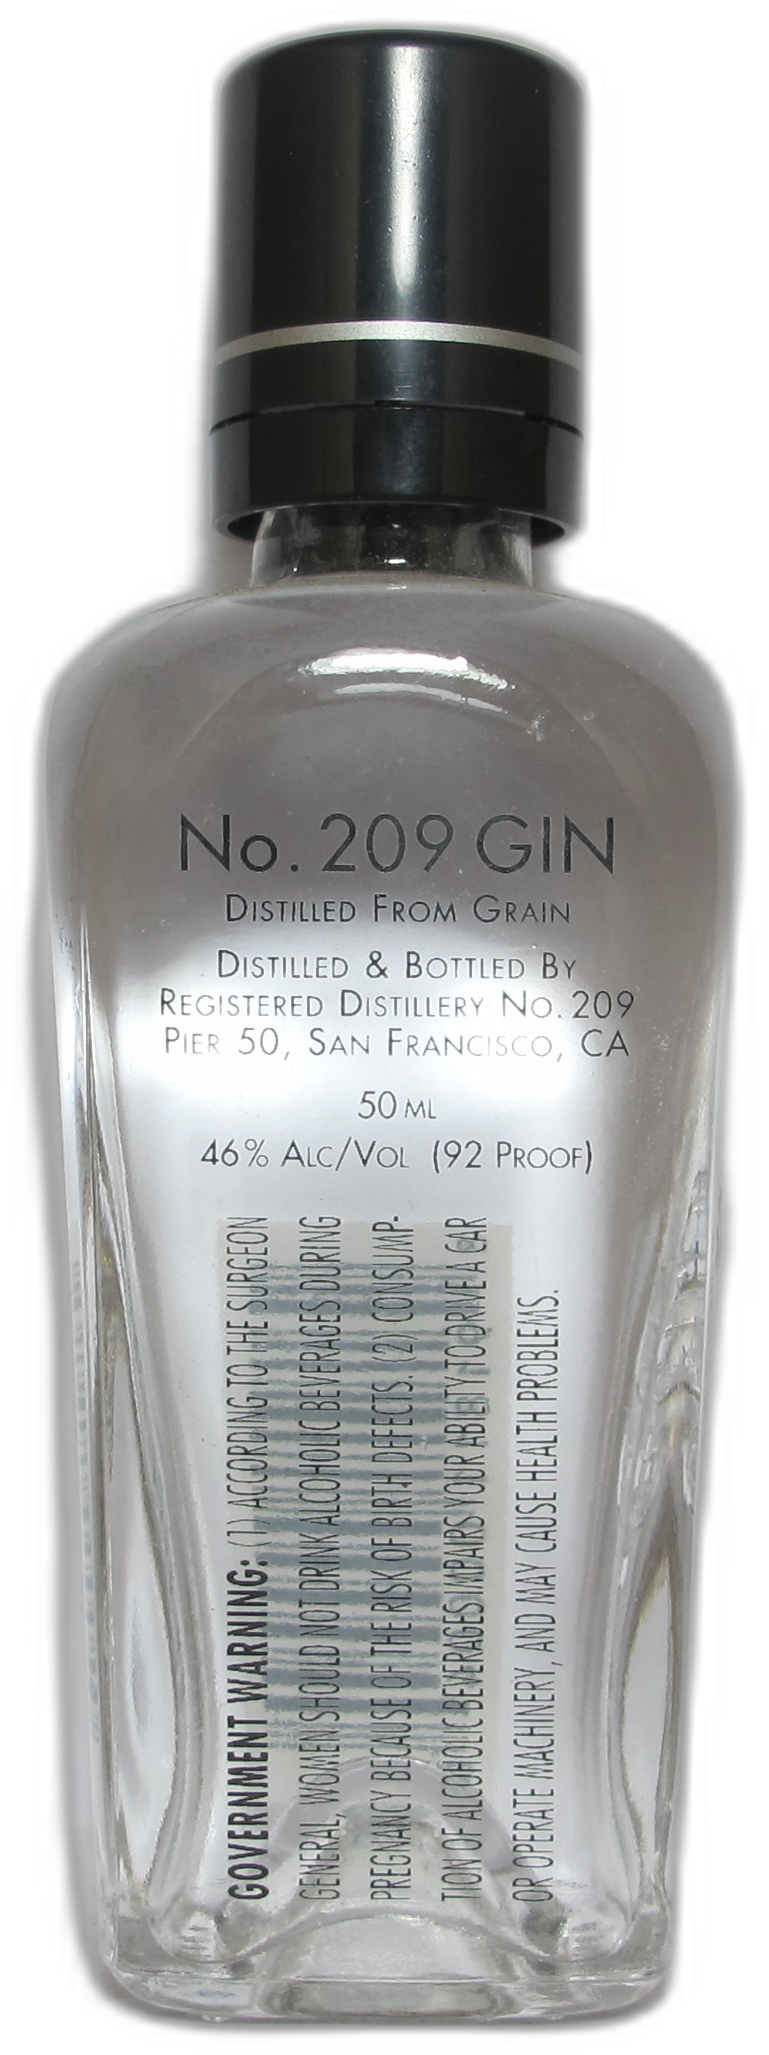 No. 209 GIN
DISTILLED FROM GRAIN
DISTILLED & BOTTLED BY
REGISTERED DISTILLERY No. 209
PIER 50, SAN FRANCISCO, CA
50 ML
46% ALC/VOL (92 PROOF)
GOVERNMENT WARNING: (1) ACCORDING TO THE SURGEON
GENERAL, WOMEN SHOULD NOT DRINK ALCOHOLIC BEVERAGES DURING
PREGNANCY BECAUSE OF THE RISK OF BIRTH DEFECTS. (2) CONSUMP-
TION OF ALCOHOLIC BEVERAGES IMPAIRS YOUR ABILITY TO DRIVE A CAR
OR OPERATE MACHINERY, AND MAY CAUSE HEALTH PROBLEMS.